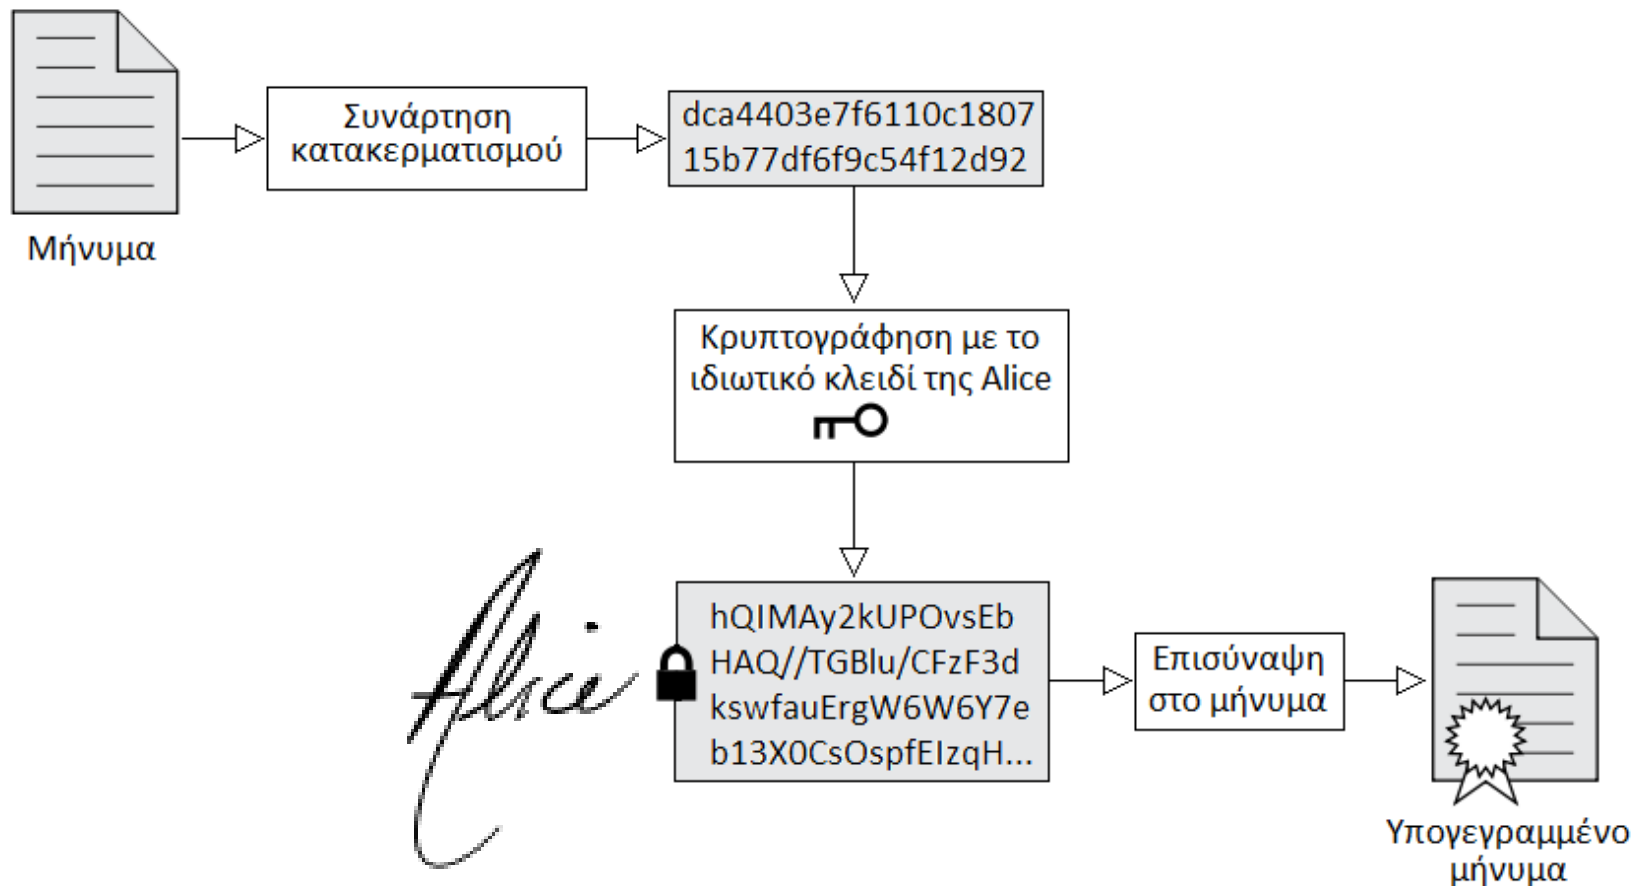 Μήνυμα
Συνάρτηση
κατακερματισμού
dca4403e7f6110c1807
15b77df6f9c54f12d92
Κρυπτογράφηση με το
ιδιωτικό κλειδί της Alice
Alice
hQIMAy2kUPOvsEb
HAQ//TGBlu/CFzF3d
kswfauErgW6W6Y7e
b13X0CsOspfEIzqH...
Επισύναψη
στο μήνυμα
Υπογεγραμμένο
μήνυμα